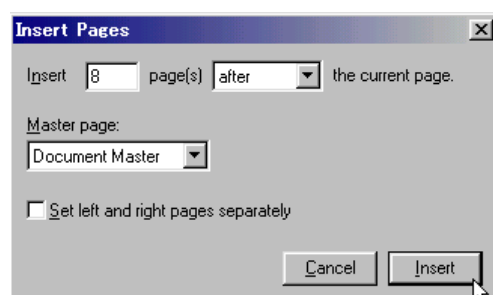 Insert Pages
Insert 8 page(s) after the current page.
Master page:
Document Master
Set left and right pages separately
Cancel Insert